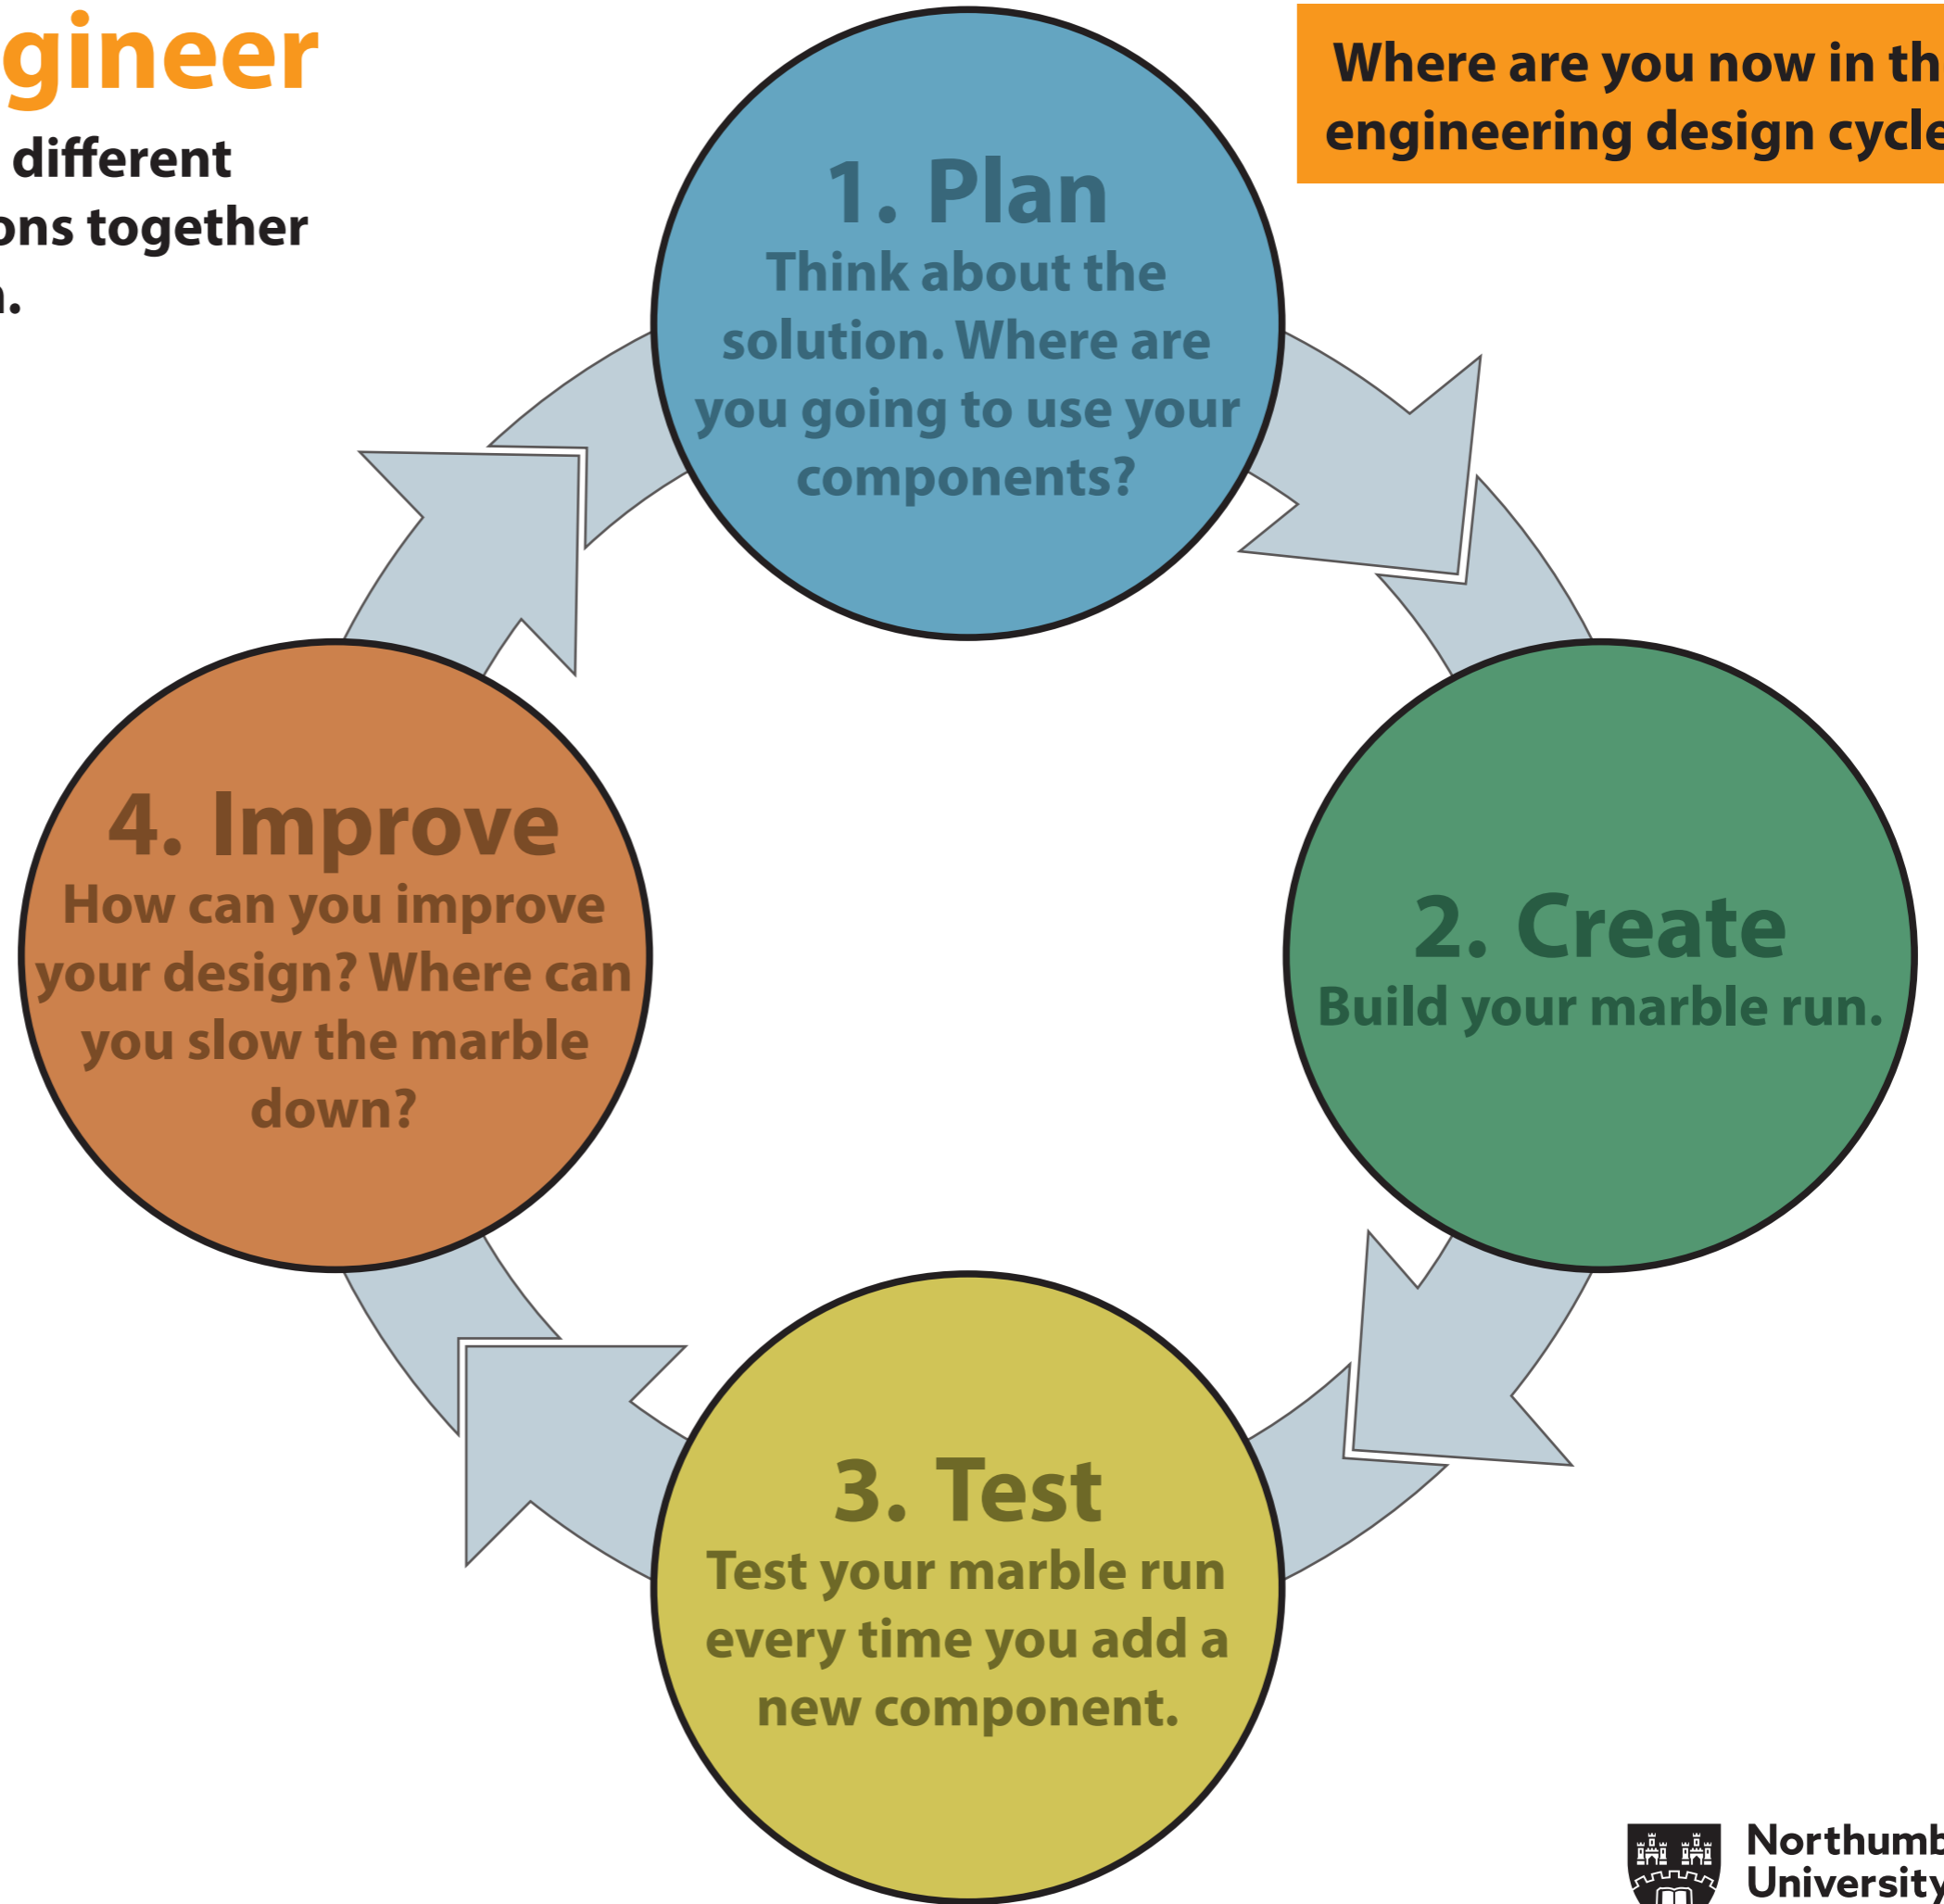 gineer
different
ons together
.
Where are you now in th
engineering design cycle
1. Plan
Think about the
solution. Where are
you going to use your
components?
2. Create
Build your marble run.
3. Test
Test your marble run
every time you add a
new component.
4. Improve
How can you improve
your design? Where can
you slow the marble
down?
Northumb
University